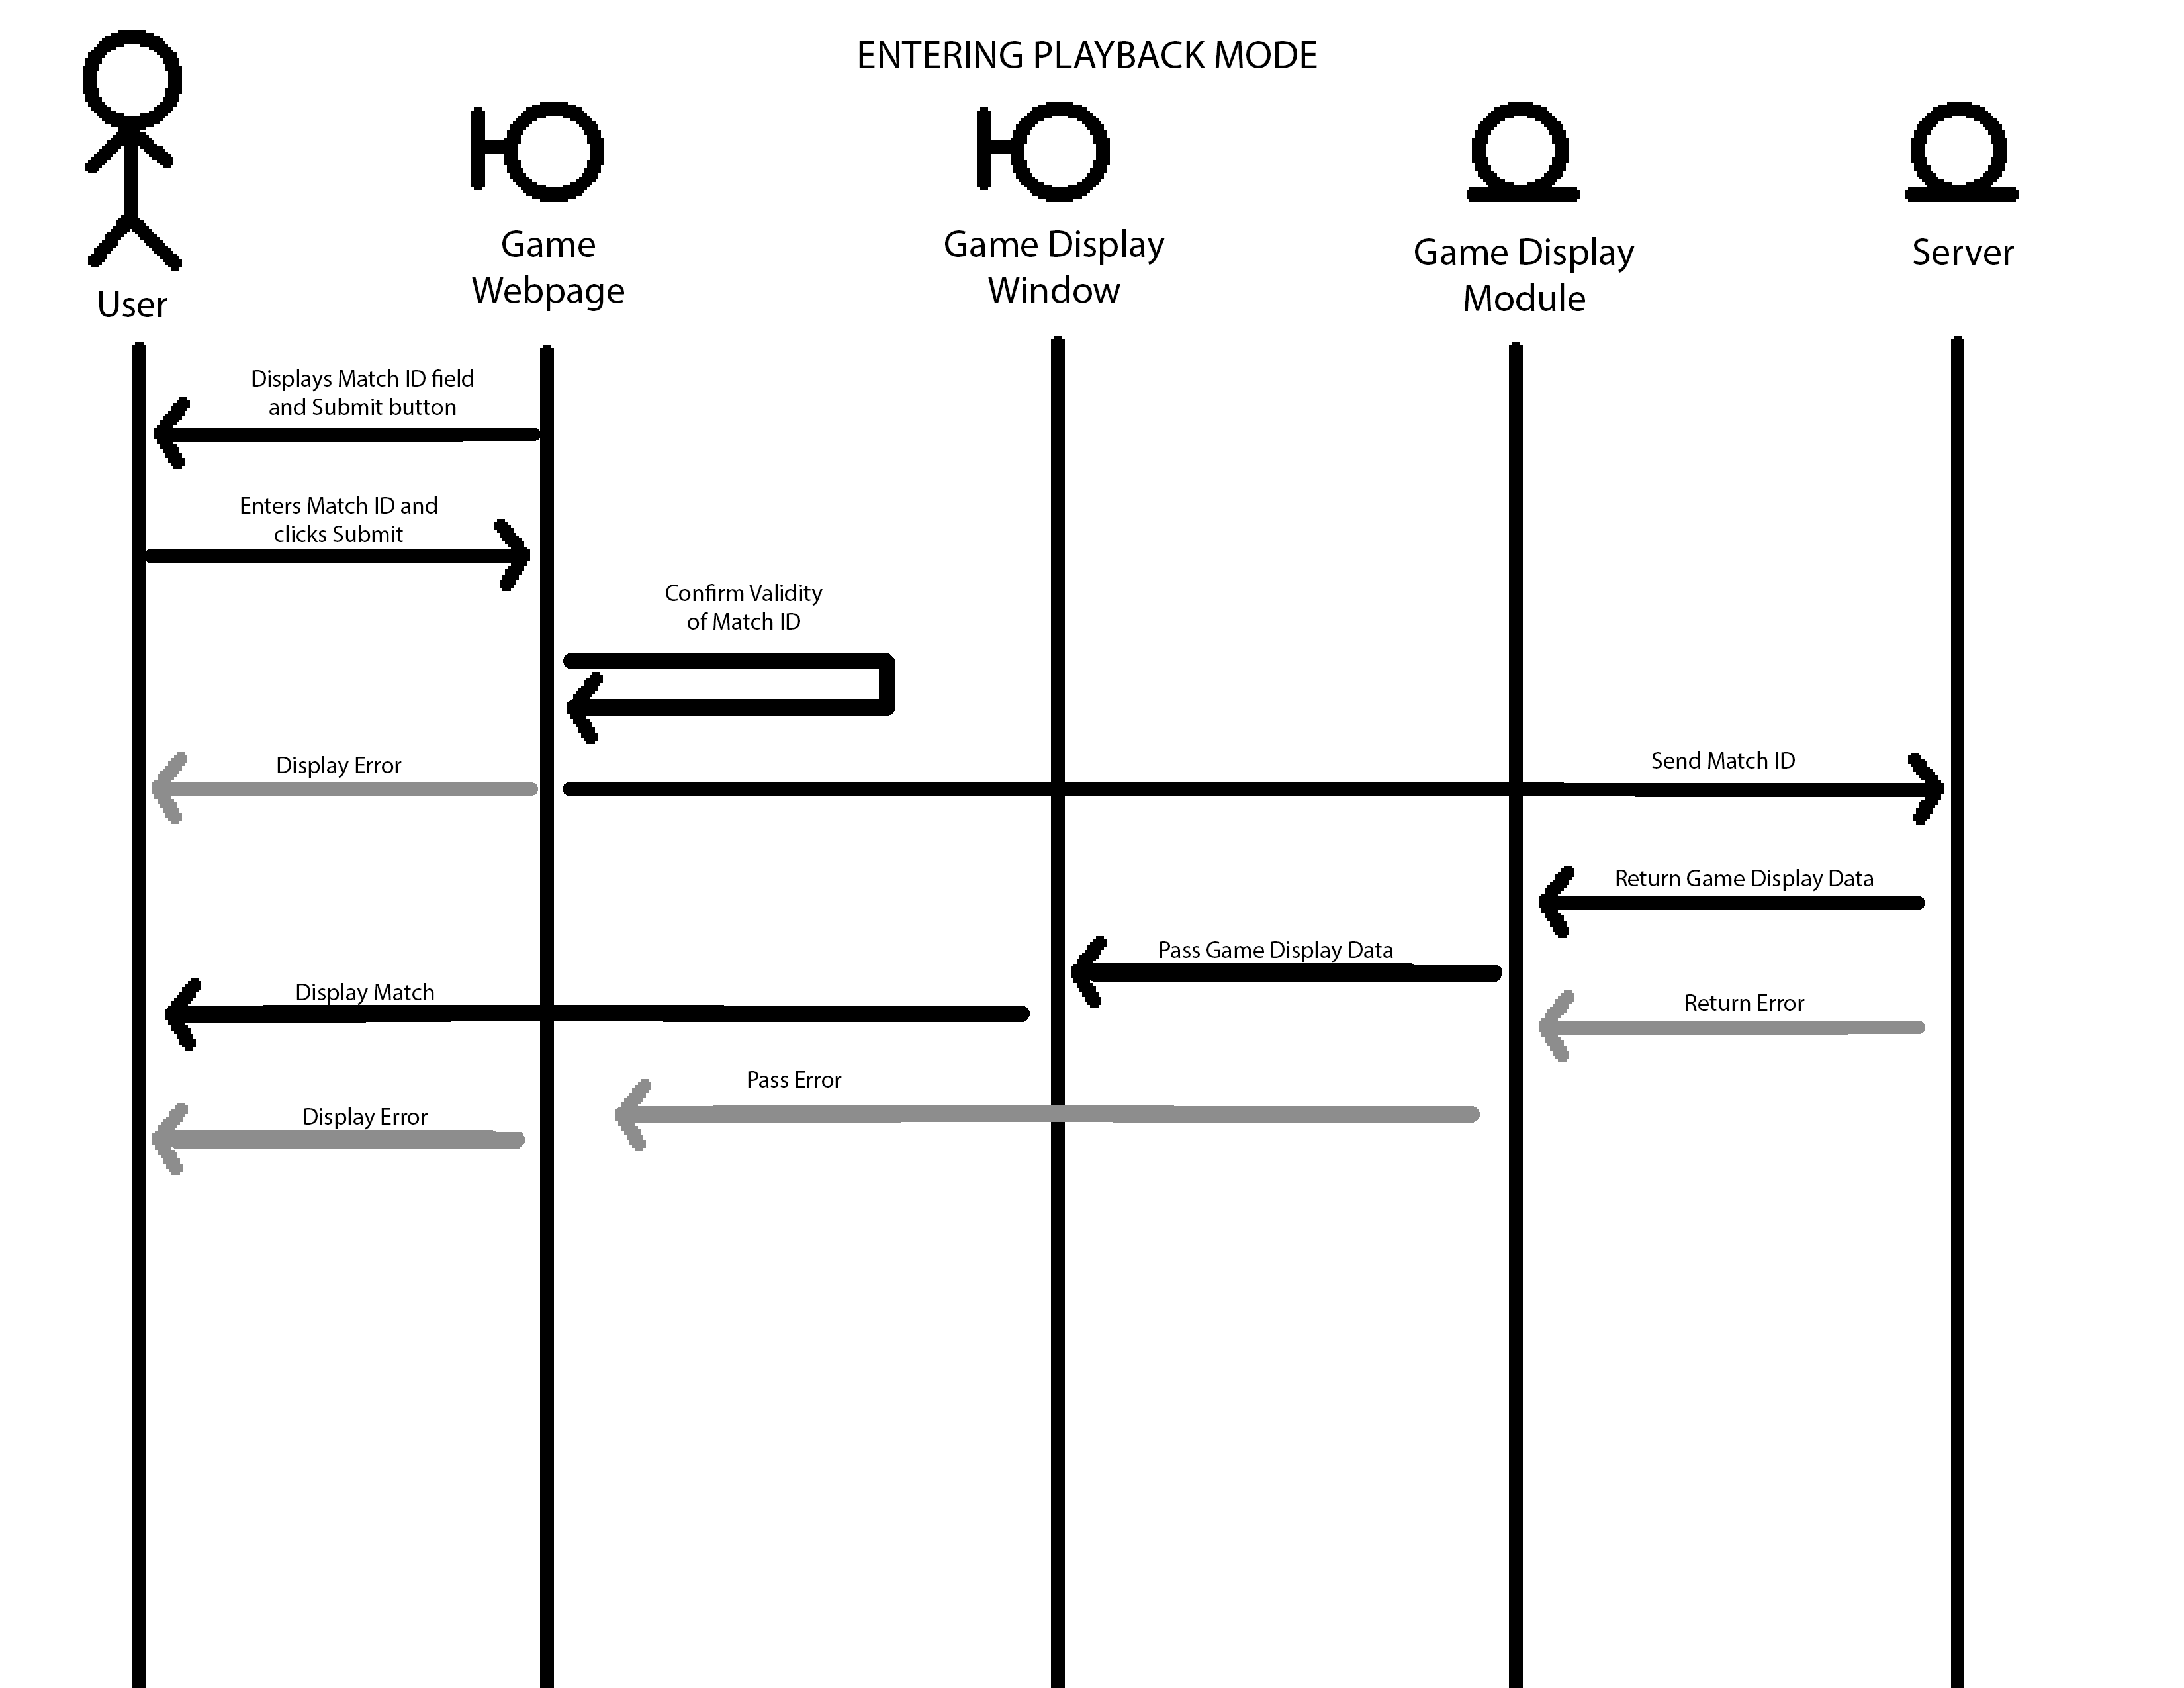 ENTERING PLAYBACK MODE
User
Game
Webpage
Game Display
Window
Game Display
Module
Server
Displays Match ID field
and Submit button
Enters Match ID and
clicks Submit
Confirm Validity
of Match ID
Display Error
Send Match ID
Return Game Display Data
Pass Game Display Data
Display Match
Return Error
Pass Error
Display Error